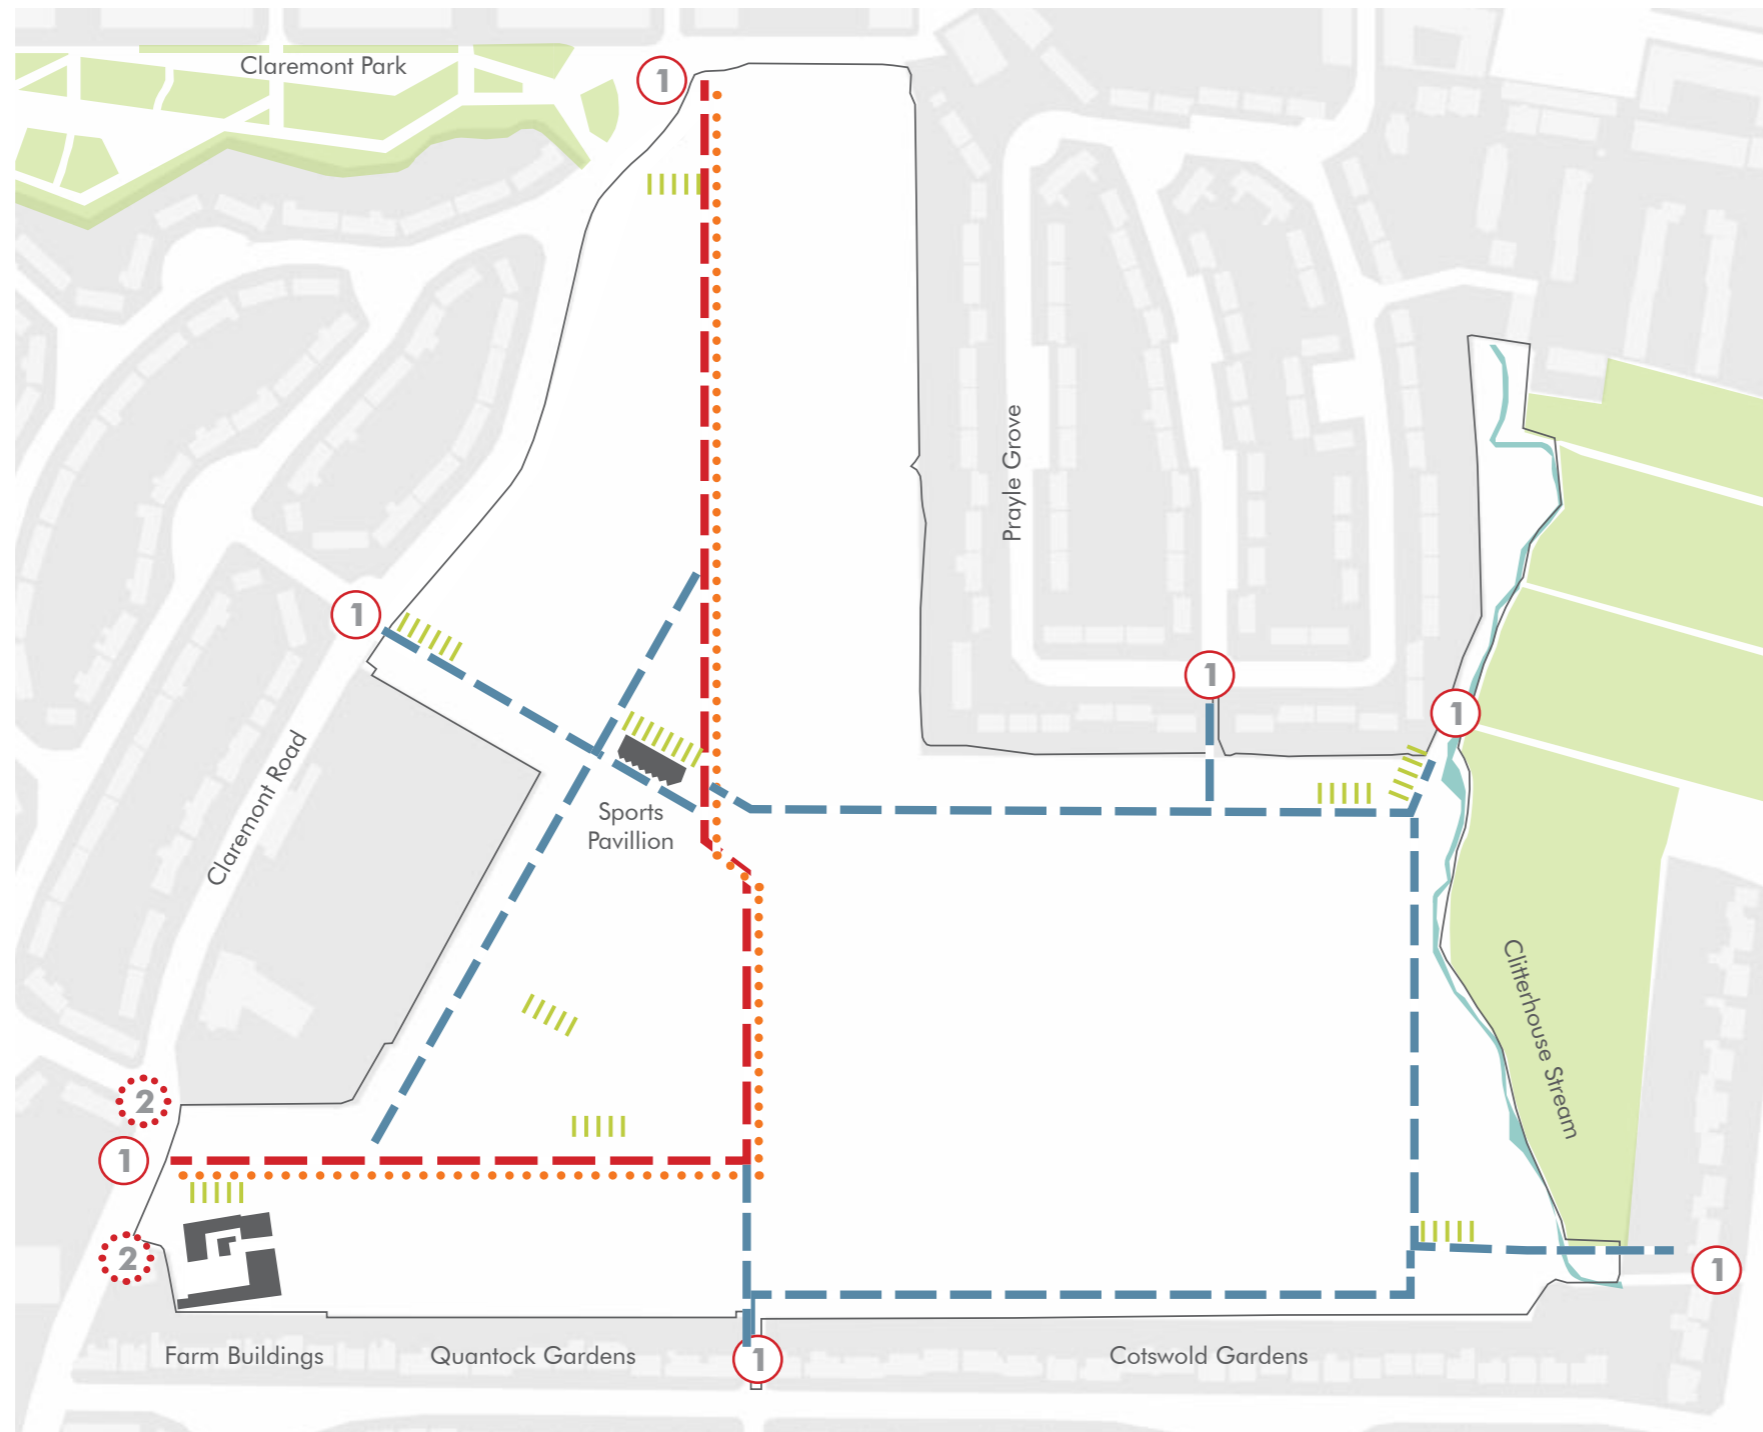 Claremont Park
1
Prayle Grove
1
1
1
Claremont Road
Sports
Pavillion
Clitterhouse Stream
2
1
2
1
Farm Buildings
Quantock Gardens
1
Cotswold Gardens